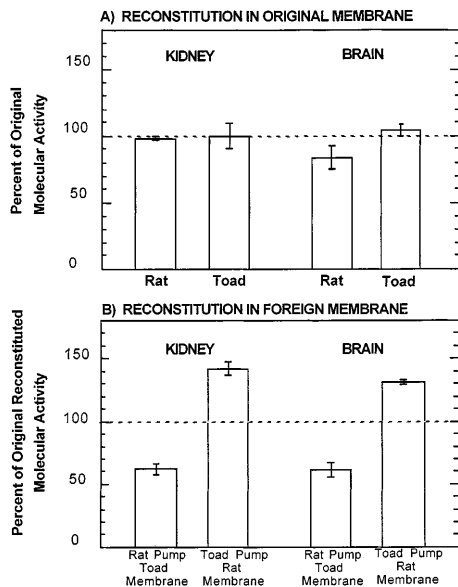 A) RECONSTITUTION IN ORIGINAL MEMBRANE
KIDNEY BRAIN
Percent of Original
Molecular Activity
150
100
50
0
Rat Toad Rat Toad
B) RECONSTITUTION IN FOREIGN MEMBRANE
KIDNEY BRAIN
Percent of Original Reconstituted
Molecular Activity
150
100
50
0
Rat Pump Toad Pump Rat Pump Toad Pump
Toad Rat Toad Rat
Membrane Membrane Membrane Membrane